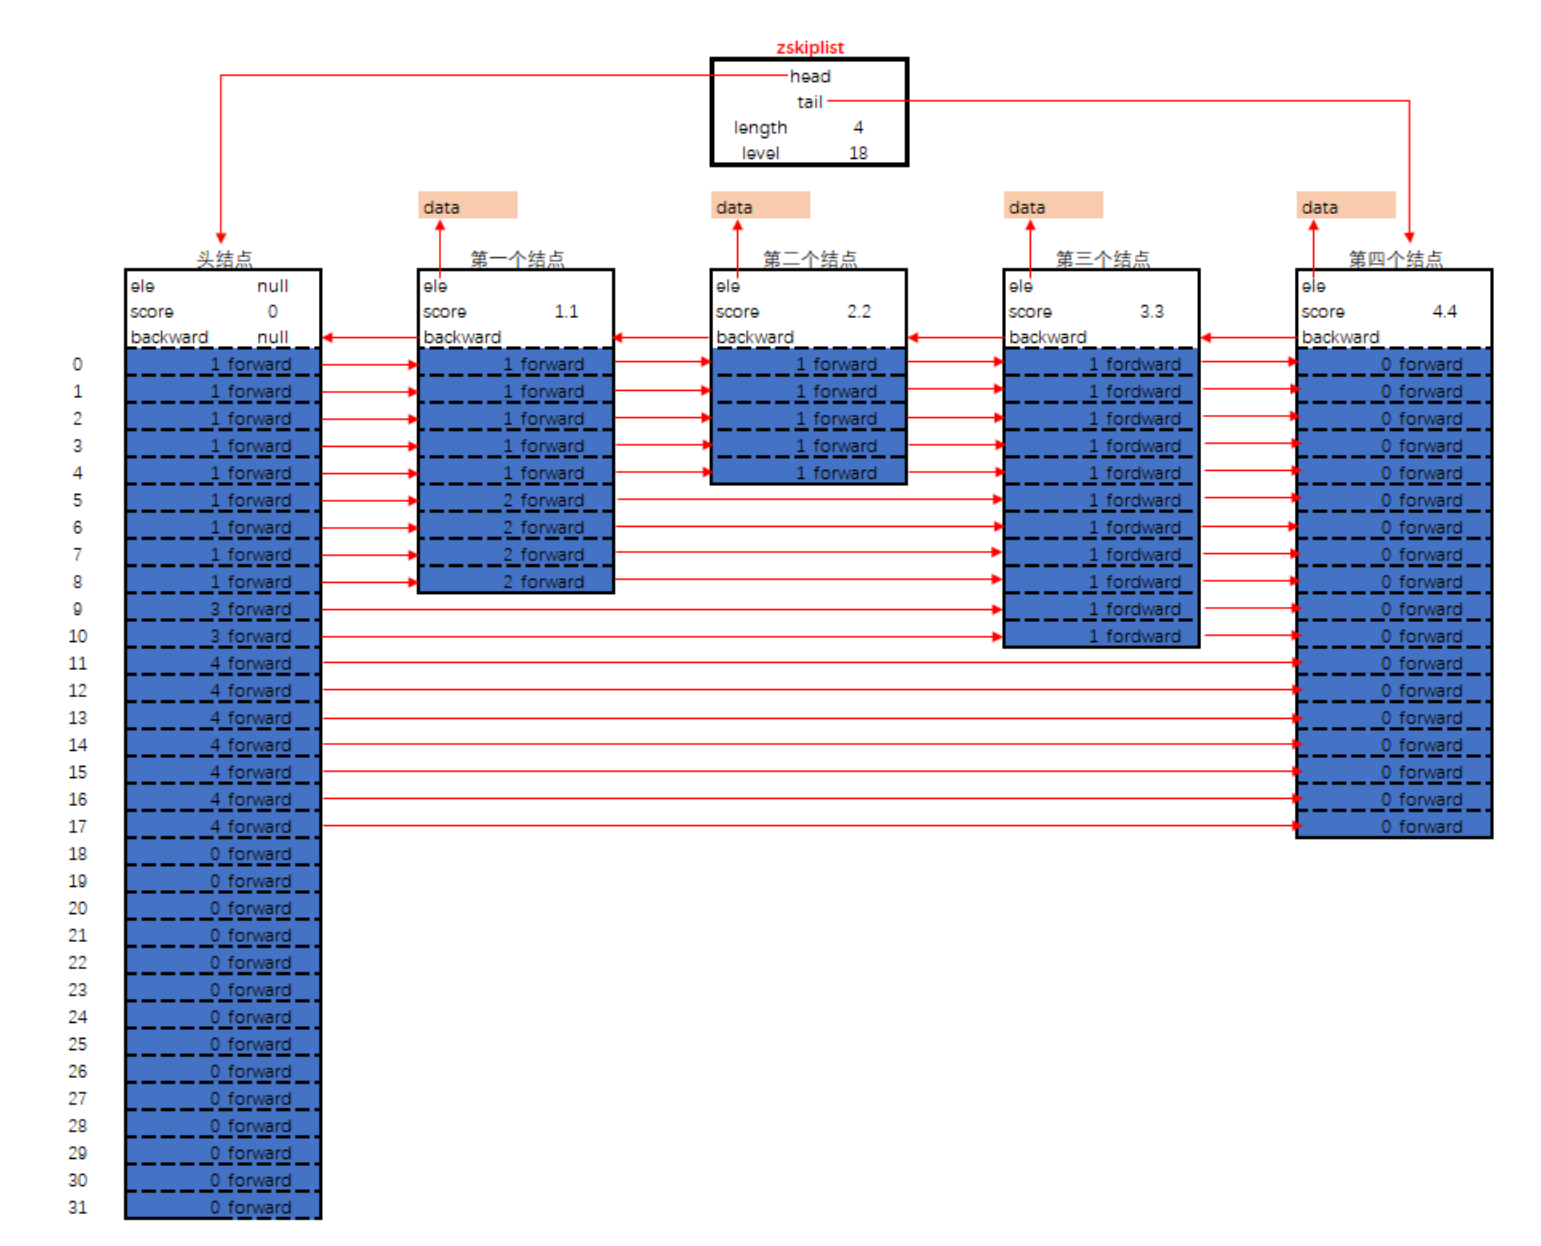 zskiplist
head
tail
length 4
level 18
data data data data
头结点 第一个结点 第二个结点 第三个结点 第四个结点
ele null ele ele ele ele
score 0 score 1.1 score 2.2 score 3.3 score 4.4
backward null backward backward backward backward
0 1 forward 1 forward 1 forward 1 fordward 0 forward
1 1 forward 1 forward 1 forward 1 fordward 0 forward
2 1 forward 1 forward 1 forward 1 fordward 0 forward
3 1 forward 1 forward 1 forward 1 fordward 0 forward
4 1 forward 1 forward 1 forward 1 fordward 0 forward
5 1 forward 2 forward 1 fordward 0 forward
6 1 forward 2 forward 1 fordward 0 forward
7 1 forward 2 forward 1 fordward 0 forward
8 1 forward 2 forward 1 fordward 0 forward
9 3 forward 1 fordward 0 forward
10 3 forward 1 fordward 0 forward
11 4 forward 0 forward
12 4 forward 0 forward
13 4 forward 0 forward
14 4 forward 0 forward
15 4 forward 0 forward
16 4 forward 0 forward
17 4 forward 0 forward
18 0 forward
19 0 forward
20 0 forward
21 0 forward
22 0 forward
23 0 forward
24 0 forward
25 0 forward
26 0 forward
27 0 forward
28 0 forward
29 0 forward
30 0 forward
31 0 forward